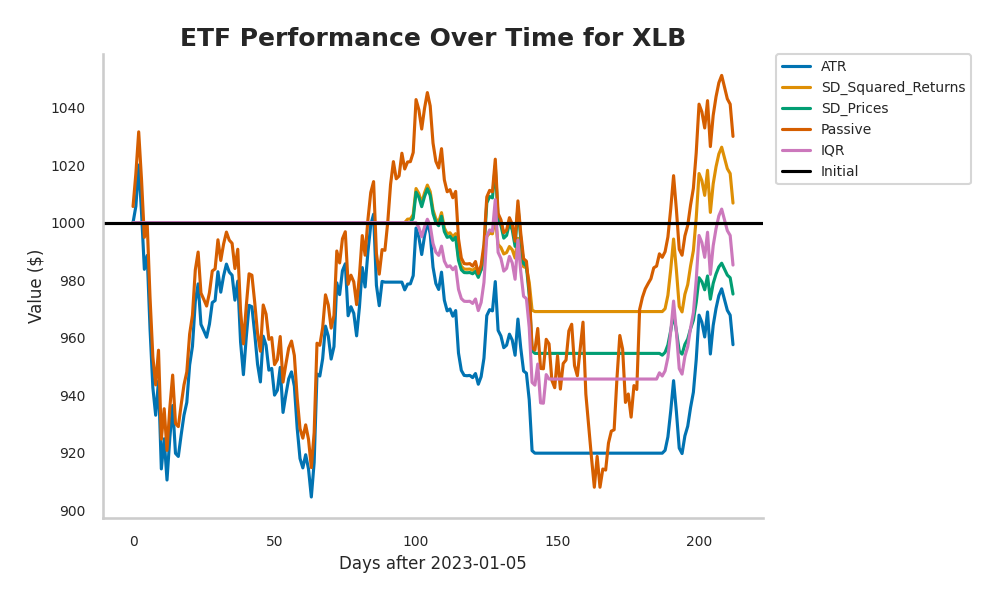 ETF Performance Over Time for XLB
ATR
SD_Squared_Returns
SD_Prices
Passive
IQR
Initial
Value ($)
1040
1020
1000
980
960
940
920
900
0 50 100 150 200
Days after 2023-01-05